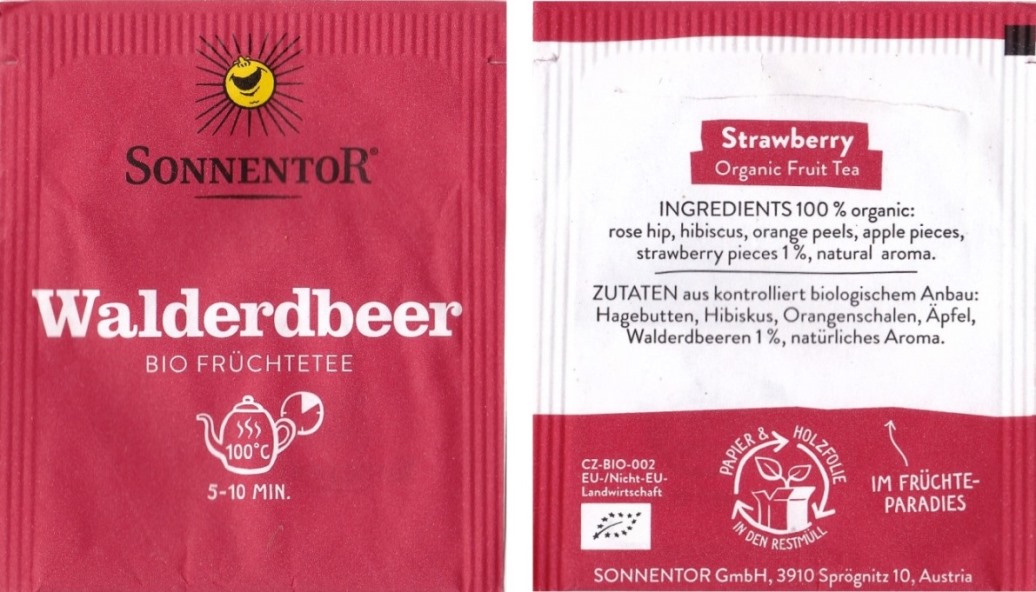 SONNENTOR®
Walderdbeer
BIO FRÜCHTETEE
100°C
5-10 MIN.
Strawberry
Organic Fruit Tea
INGREDIENTS 100 % organic:
rose hip, hibiscus, orange peels, apple pieces,
strawberry pieces 1 %, natural aroma.
ZUTATEN aus kontrolliert biologischem Anbau:
Hagebutten, Hibiskus, Orangenschalen, Äpfel,
Walderdbeeren 1 %, natürliches Aroma.
CZ-BIO-002
EU-/Nicht-EU-
Landwirtschaft
PAPIER & HOLZFOLIE
IN DEN RESTMÜLL
IM FRÜCHTE-
PARADIES
SONNENTOR GmbH, 3910 Sprögnitz 10, Austria